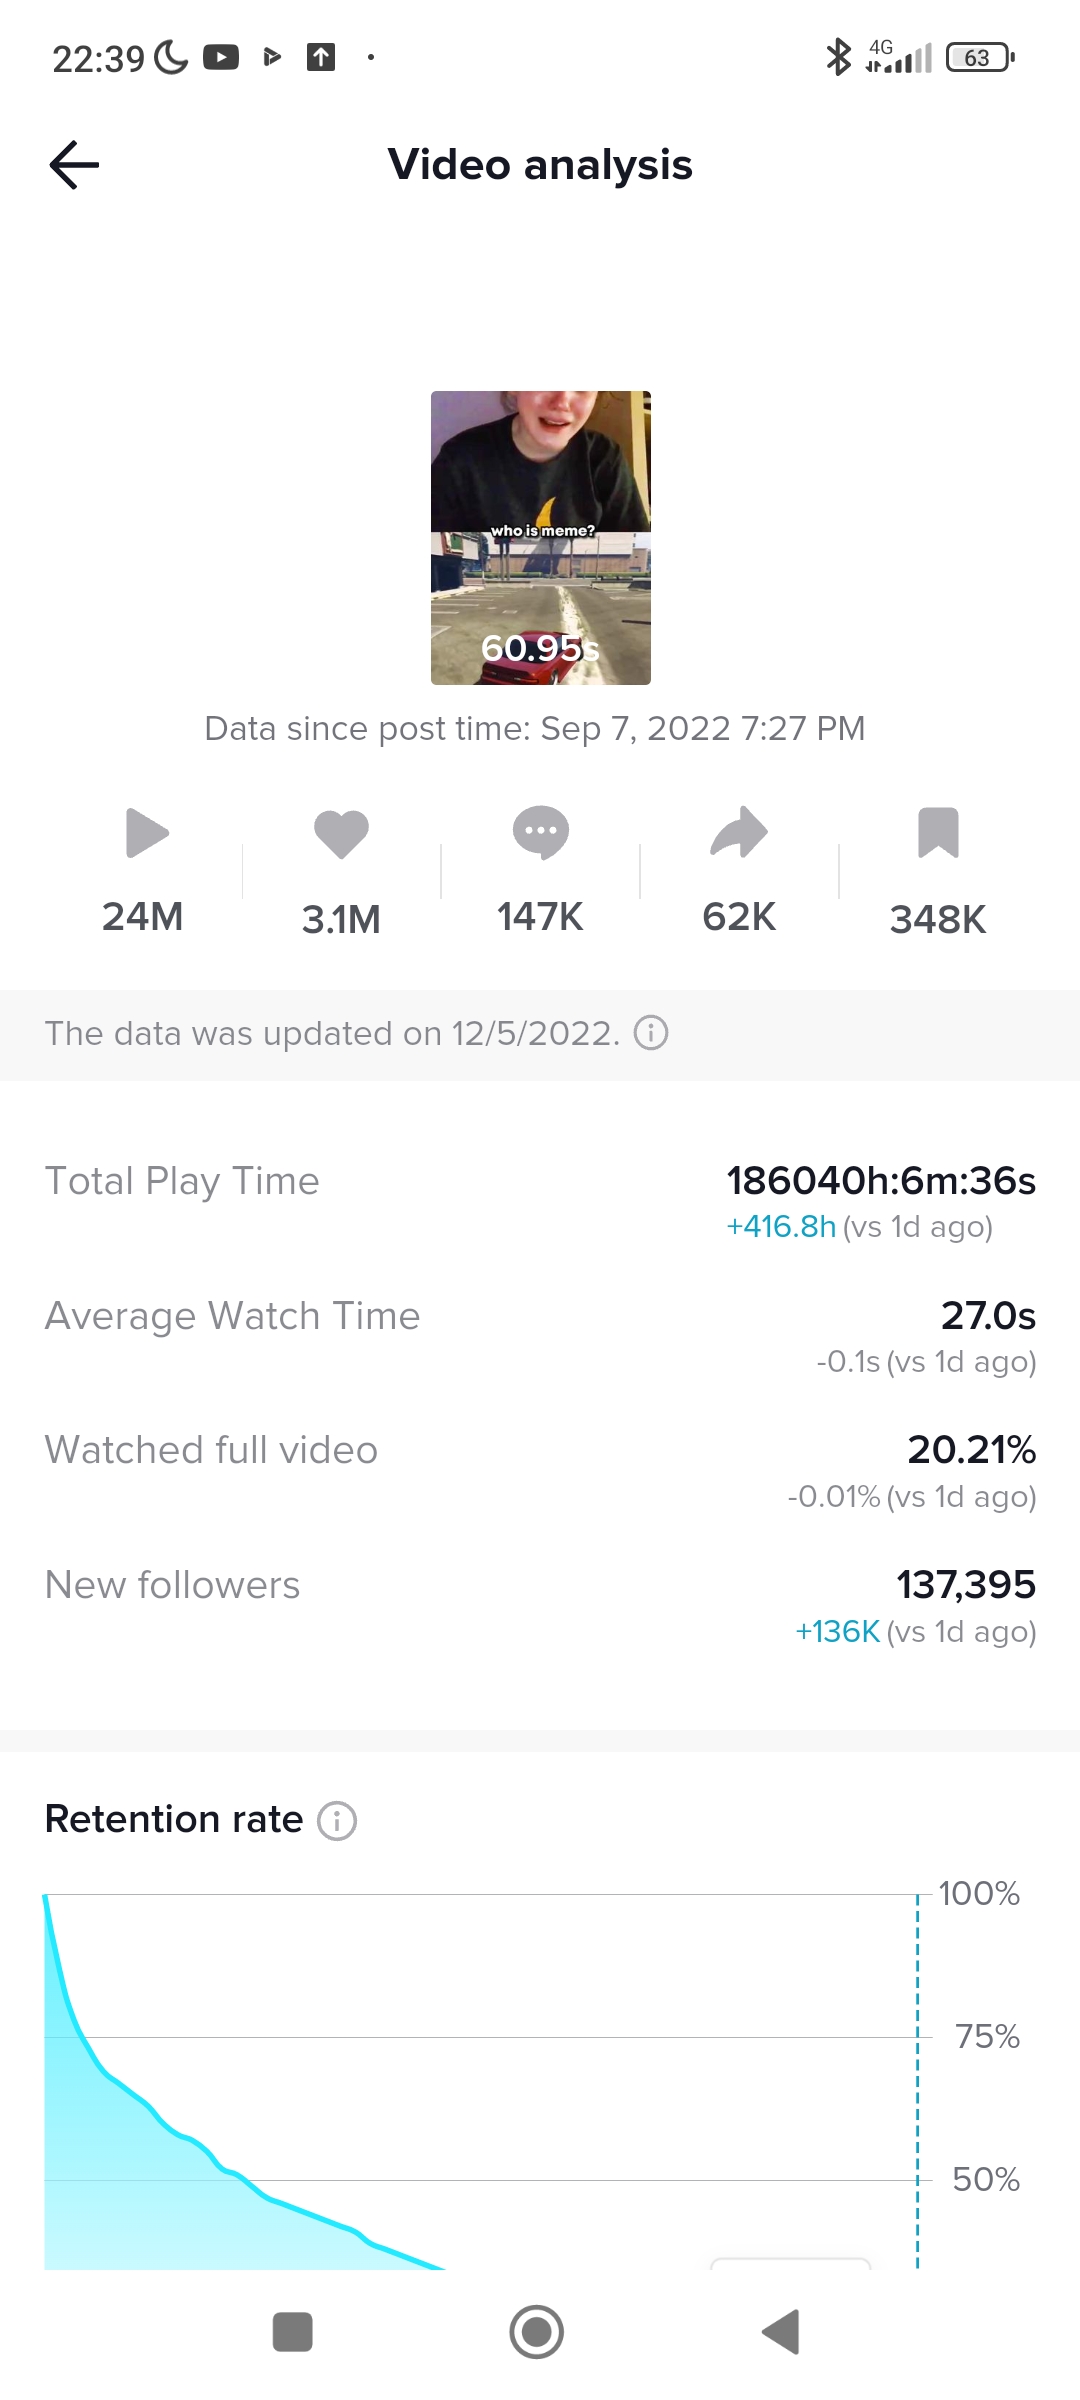 22:39
4G
63
Video analysis
who is meme?
60.95s
Data since post time: Sep 7, 2022 7:27 PM
24M
3.1M
147K
62K
348K
The data was updated on 12/5/2022.
Total Play Time
186040h:6m:36s
+416.8h (vs 1d ago)
Average Watch Time
27.0s
-0.1s (vs 1d ago)
Watched full video
20.21%
-0.01% (vs 1d ago)
New followers
137,395
+136K (vs 1d ago)
Retention rate
100%
75%
50%